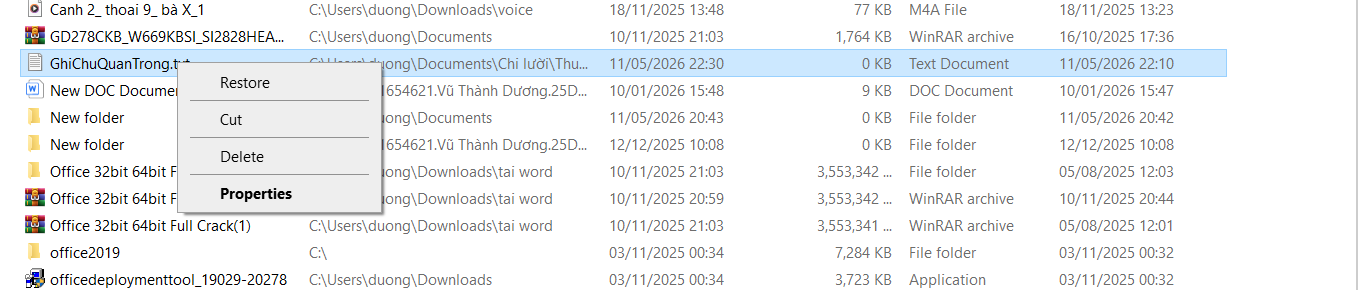 Canh 2_ thoai 9_ bà X_1 C:\Users\duong\Downloads\voice 18/11/2025 13:48 77 KB M4A File 18/11/2025 13:23
GD278CKB_W669KBSI_SI2828HEA... C:\Users\duong\Documents 10/11/2025 21:03 1,764 KB WinRAR archive 16/10/2025 17:36
GhiChuQuanTrong.txt C:\Users\duong\Documents\Chi lười\Thu... 11/05/2026 22:30 0 KB Text Document 11/05/2026 22:10
New DOC Docume 1654621.Vũ Thành Dương.25D... 10/01/2026 15:48 9 KB DOC Document 10/01/2026 15:47
New folder \Users\duong\Documents 11/05/2026 20:43 0 KB File folder 11/05/2026 20:42
New folder 1654621.Vũ Thành Dương.25D... 12/12/2025 10:08 0 KB File folder 12/12/2025 10:08
Office 32bit 64bit F \Users\duong\Downloads\tai word 10/11/2025 21:03 3,553,342 ... File folder 05/08/2025 12:03
Office 32bit 64bit F \Users\duong\Downloads\tai word 10/11/2025 20:59 3,553,342 ... WinRAR archive 10/11/2025 20:44
Office 32bit 64bit Full Crack(1) C:\Users\duong\Downloads\tai word 10/11/2025 21:03 3,553,341 ... WinRAR archive 05/08/2025 12:01
office2019 C:\ 03/11/2025 00:34 7,284 KB File folder 03/11/2025 00:32
officedeploymenttool_19029-20278 C:\Users\duong\Downloads 03/11/2025 00:34 3,723 KB Application 03/11/2025 00:32
Restore
Cut
Delete
Properties